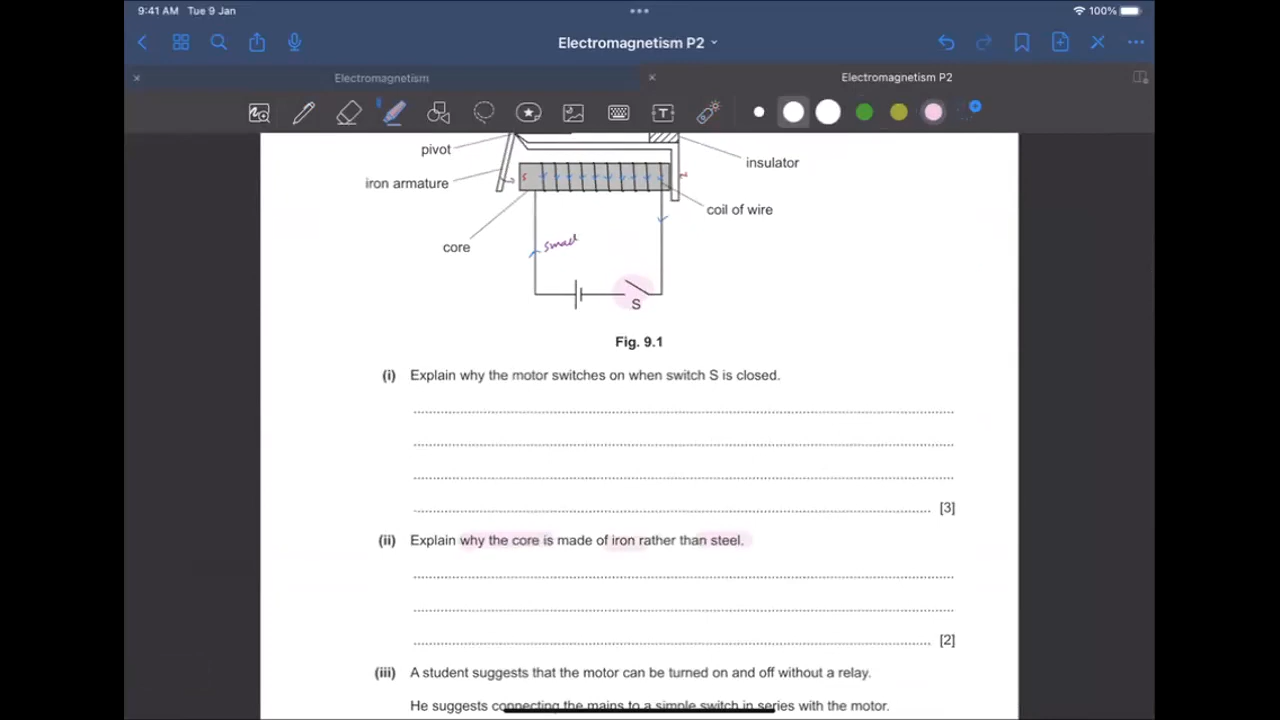 9:41 AM Tue 9 Jan
100%
Electromagnetism P2
Electromagnetism
Electromagnetism P2
pivot
insulator
iron armature
S
N
coil of wire
core
small
S
Fig. 9.1
(i) Explain why the motor switches on when switch S is closed.
[3]
(ii) Explain why the core is made of iron rather than steel.
[2]
(iii) A student suggests that the motor can be turned on and off without a relay.
He suggests connecting the mains to a simple switch in series with the motor.